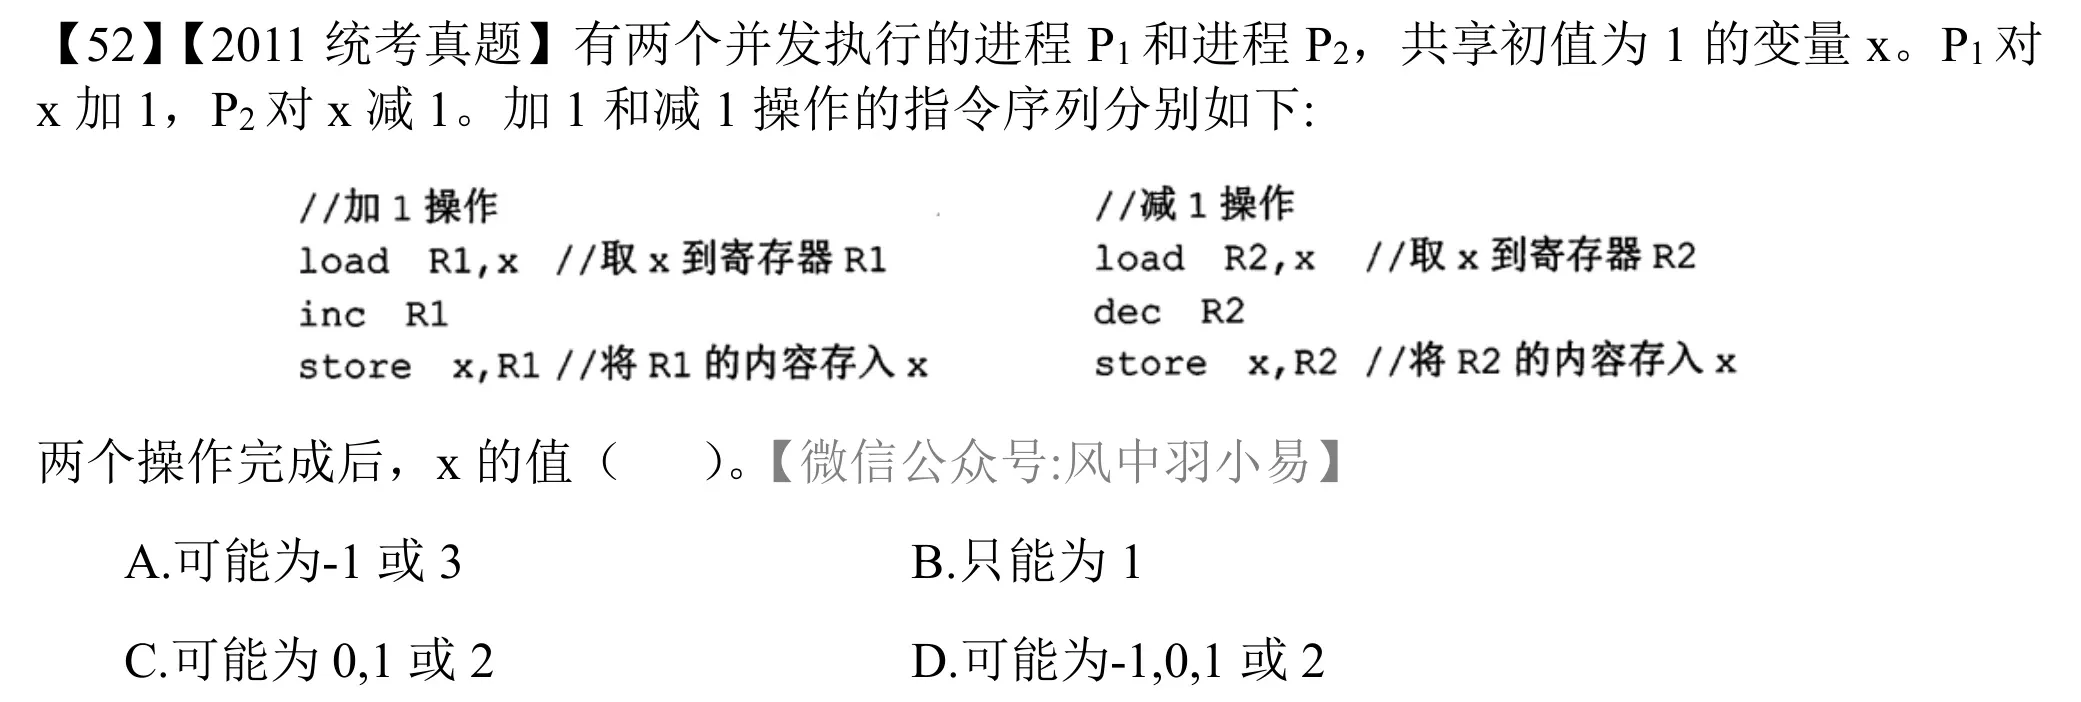 【52】【2011 统考真题】有两个并发执行的进程 P1 和进程 P2，共享初值为 1 的变量 x。P1 对
x 加 1，P2 对 x 减 1。加 1 和减 1 操作的指令序列分别如下:
//加 1 操作
load R1,x //取 x 到寄存器 R1
inc R1
store x,R1 //将 R1 的内容存入 x
//减 1 操作
load R2,x //取 x 到寄存器 R2
dec R2
store x,R2 //将 R2 的内容存入 x
两个操作完成后，x 的值（ ）。【微信公众号:风中羽小易】
A.可能为-1 或 3
B.只能为 1
C.可能为 0,1 或 2
D.可能为-1,0,1 或 2